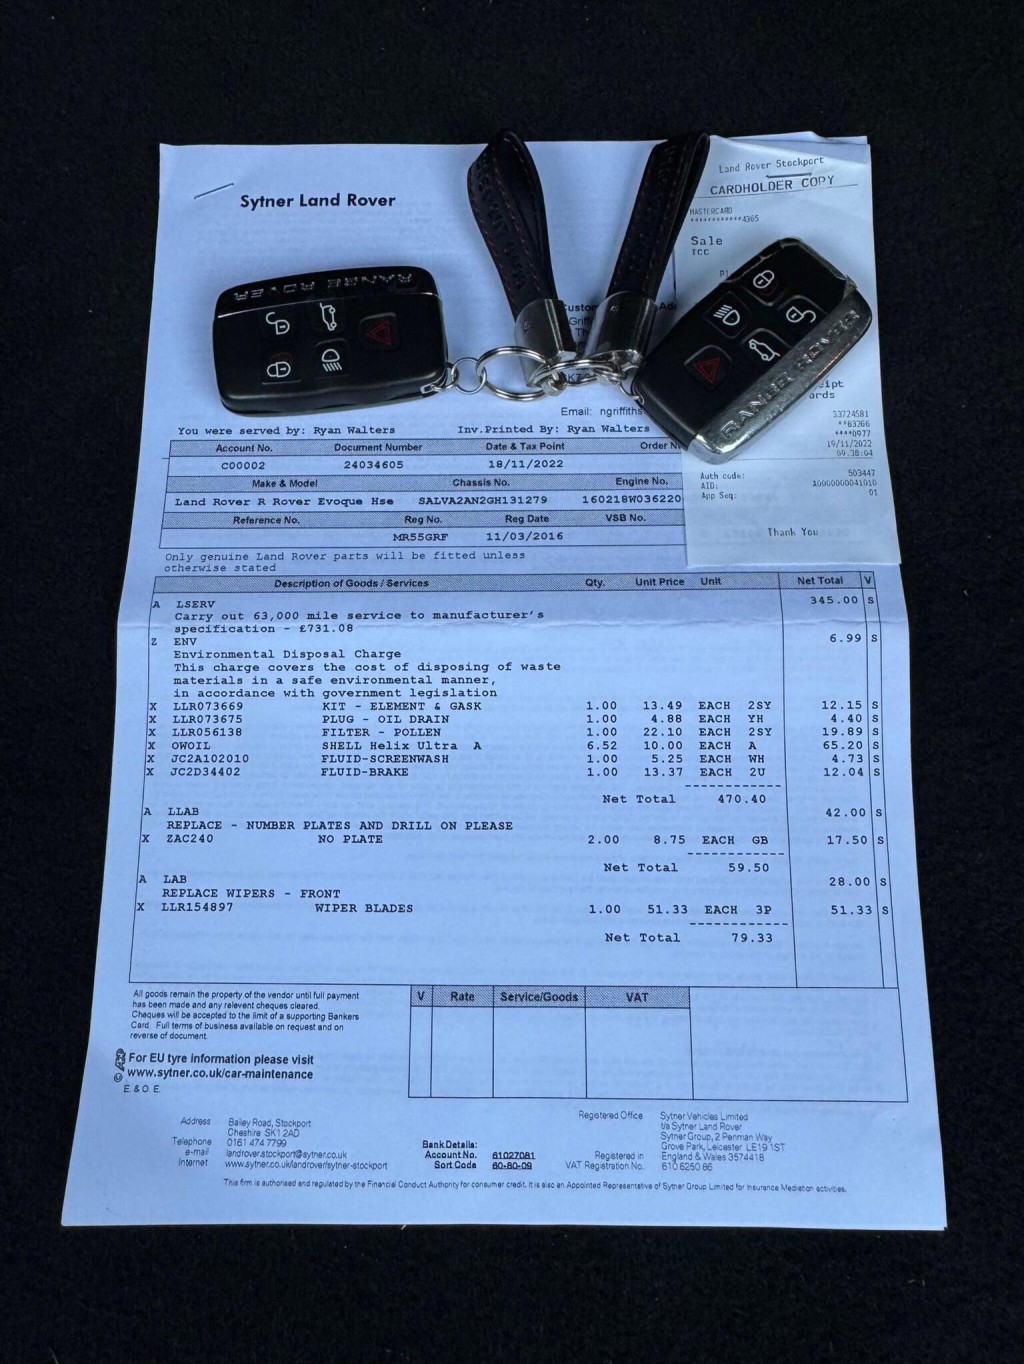 Sytner Land Rover
Land Rover Stockport
CARDHOLDER COPY
MASTERCARD
************4365
Sale
TCC
RANGE ROVER
RANGE ROVER
33724581
**83266
****0977
19/11/2022
09:38:04
Auth code: 503447
AID: A0000000041010
App Seq: 01
Thank You
Email: ngriffiths
You were served by: Ryan Walters Inv.Printed By: Ryan Walters
Account No. Document Number Date & Tax Point
C00002 24034605 18/11/2022
Make & Model Chassis No. Engine No.
Land Rover R Rover Evoque Hse SALVA2AN2GH131279 160218W036220
Reference No. Reg No. Reg Date VSB No.
MR55GRF 11/03/2016
Only genuine Land Rover parts will be fitted unless
otherwise stated
Description of Goods / Services Qty. Unit Price Unit Net Total V
A LSERV 345.00 S
Carry out 63,000 mile service to manufacturer's
specification - £731.08
Z ENV 6.99 S
Environmental Disposal Charge
This charge covers the cost of disposing of waste
materials in a safe environmental manner,
in accordance with government legislation
X LLR073669 KIT - ELEMENT & GASK 1.00 13.49 EACH 2SY 12.15 S
X LLR073675 PLUG - OIL DRAIN 1.00 4.88 EACH YH 4.40 S
X LLR056138 FILTER - POLLEN 1.00 22.10 EACH 2SY 19.89 S
X OWOIL SHELL Helix Ultra A 6.52 10.00 EACH A 65.20 S
X JC2A102010 FLUID-SCREENWASH 1.00 5.25 EACH WH 4.73 S
X JC2D34402 FLUID-BRAKE 1.00 13.37 EACH 2U 12.04 S
Net Total 470.40
A LLAB 42.00 S
REPLACE - NUMBER PLATES AND DRILL ON PLEASE
X ZAC240 NO PLATE 2.00 8.75 EACH GB 17.50 S
Net Total 59.50
A LAB 28.00 S
REPLACE WIPERS - FRONT
X LLR154897 WIPER BLADES 1.00 51.33 EACH 3P 51.33 S
Net Total 79.33
All goods remain the property of the vendor until full payment
has been made and any relevent cheques cleared.
Cheques will be accepted to the limit of a supporting Bankers
Card. Full terms of business available on request and on
reverse of document.
V Rate Service/Goods VAT
For EU tyre information please visit
www.sytner.co.uk/car-maintenance
E. & O. E.
Address Bailey Road, Stockport
Cheshire SK1 2AD
Telephone 0161 474 7799
e-mail landrover.stockport@sytner.co.uk
Internet www.sytner.co.uk/landrover/sytner-stockport
Bank Details:
Account No. 61027081
Sort Code 60-80-09
Registered Office Sytner Vehicles Limited
t/a Sytner Land Rover
Sytner Group, 2 Penman Way
Grove Park, Leicester LE19 1ST
Registered in England & Wales 3574418
VAT Registration No. 610 6250 86
This firm is authorised and regulated by the Financial Conduct Authority for consumer credit. It is also an Appointed Representative of Sytner Group Limited for Insurance Mediation activities.